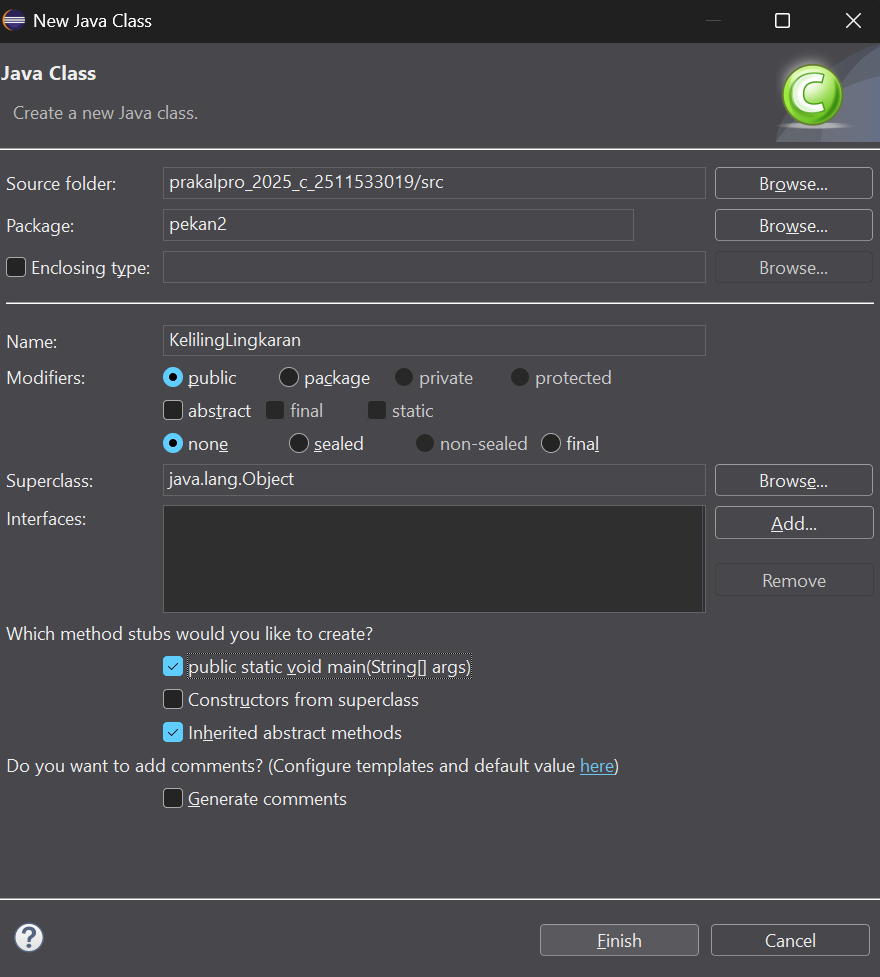 New Java Class
Java Class
Create a new Java class.
C
Source folder: prakalpro_2025_c_2511533019/src Browse...
Package: pekan2 Browse...
Enclosing type: Browse...
Name: KelilingLingkaran
Modifiers: public package private protected
abstract final static
none sealed non-sealed final
Superclass: java.lang.Object Browse...
Interfaces: Add...
Remove
Which method stubs would you like to create?
public static void main(String[] args)
Constructors from superclass
Inherited abstract methods
Do you want to add comments? (Configure templates and default value here)
Generate comments
? Finish Cancel